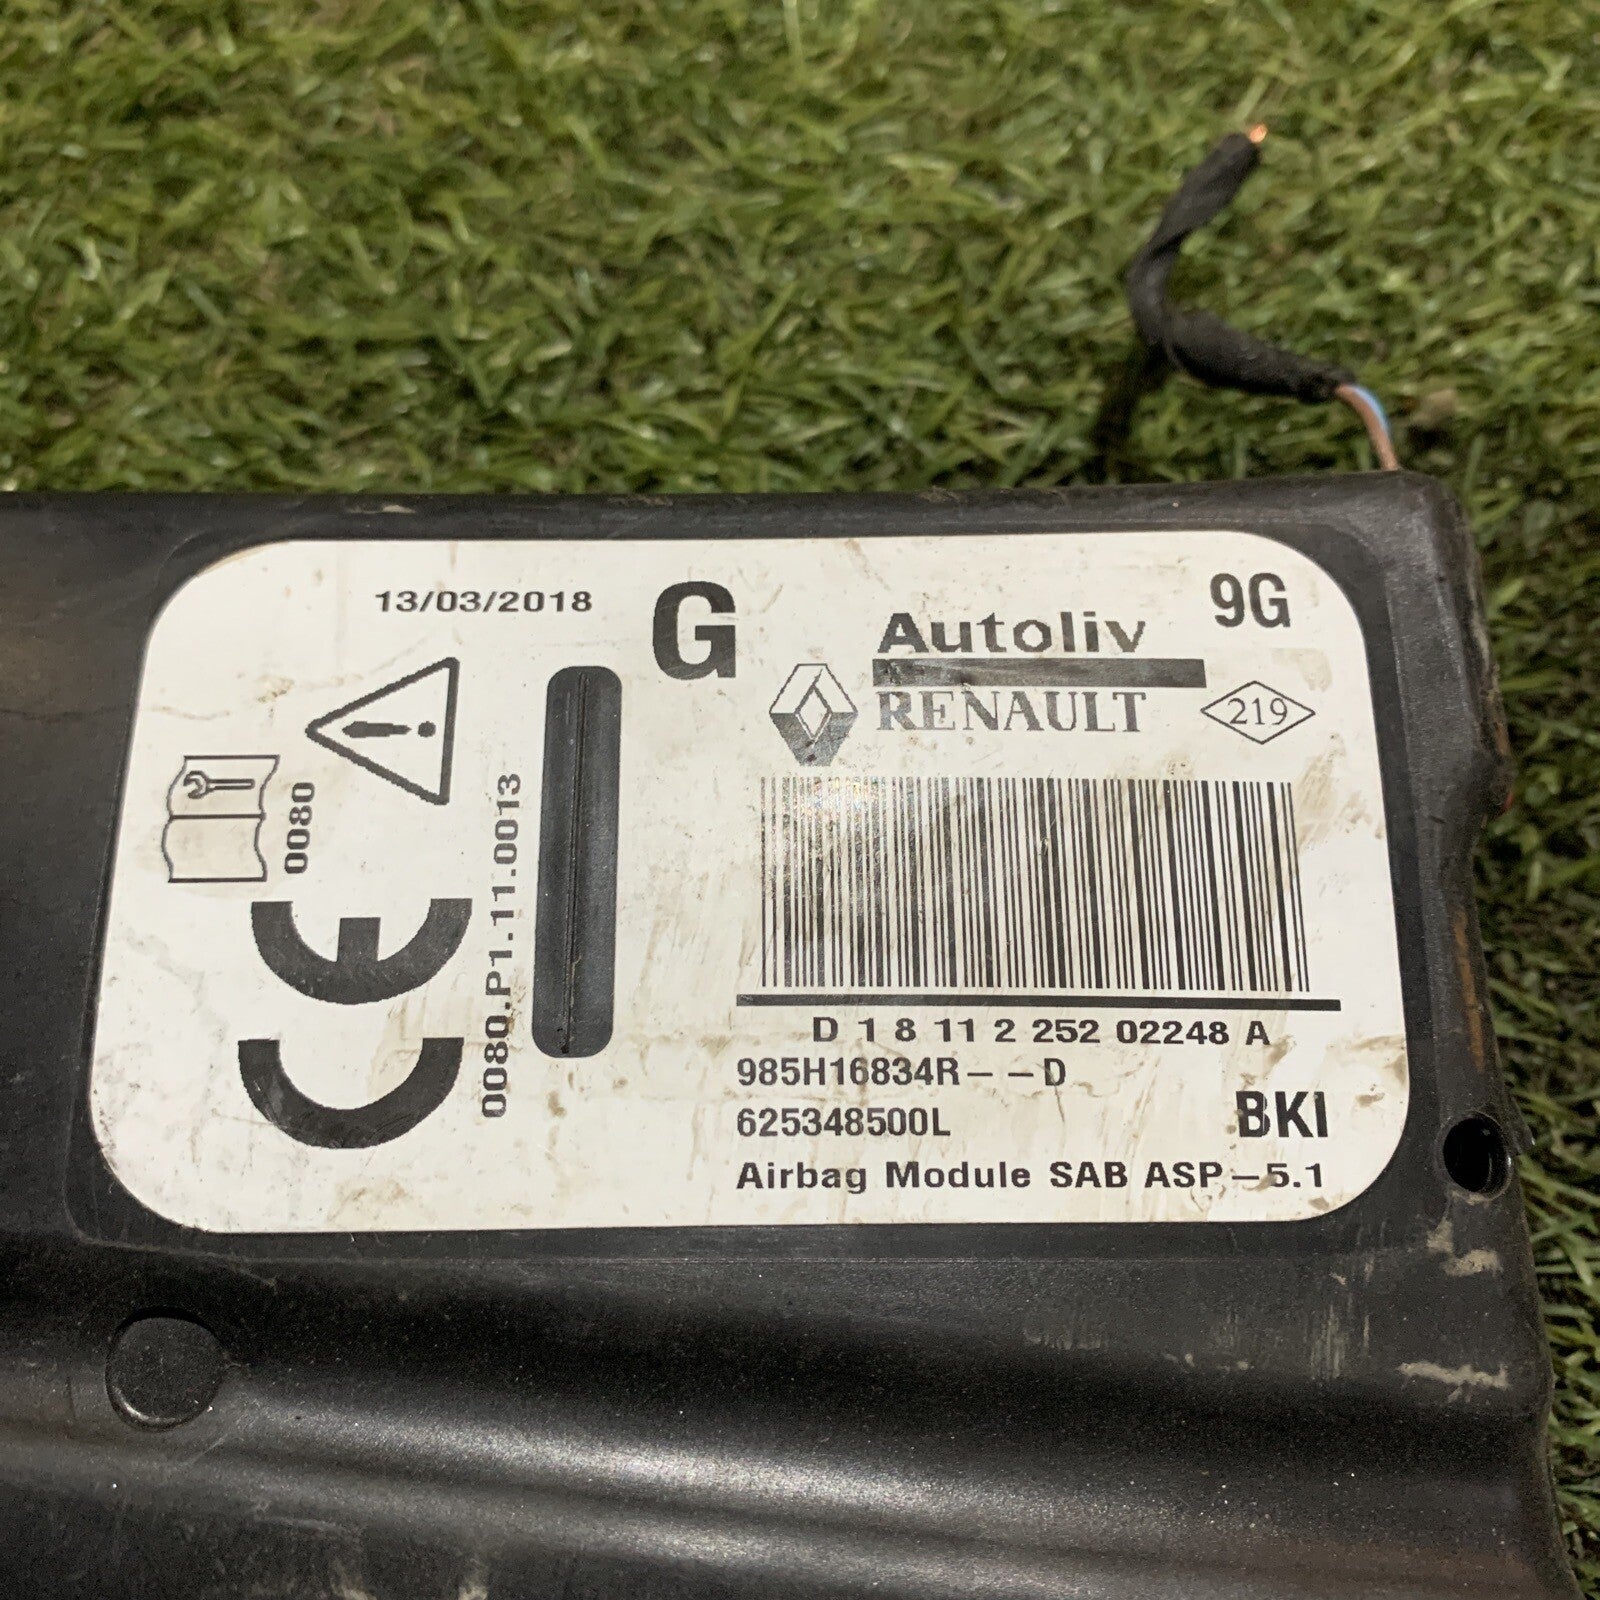 13/03/2018
G
Autoliv
9G
RENAULT
219
0080
0080.P1.11.0013
CE
D 1 8 11 2 252 02248 A
985H16834R--D
625348500L
BKI
Airbag Module SAB ASP-5.1